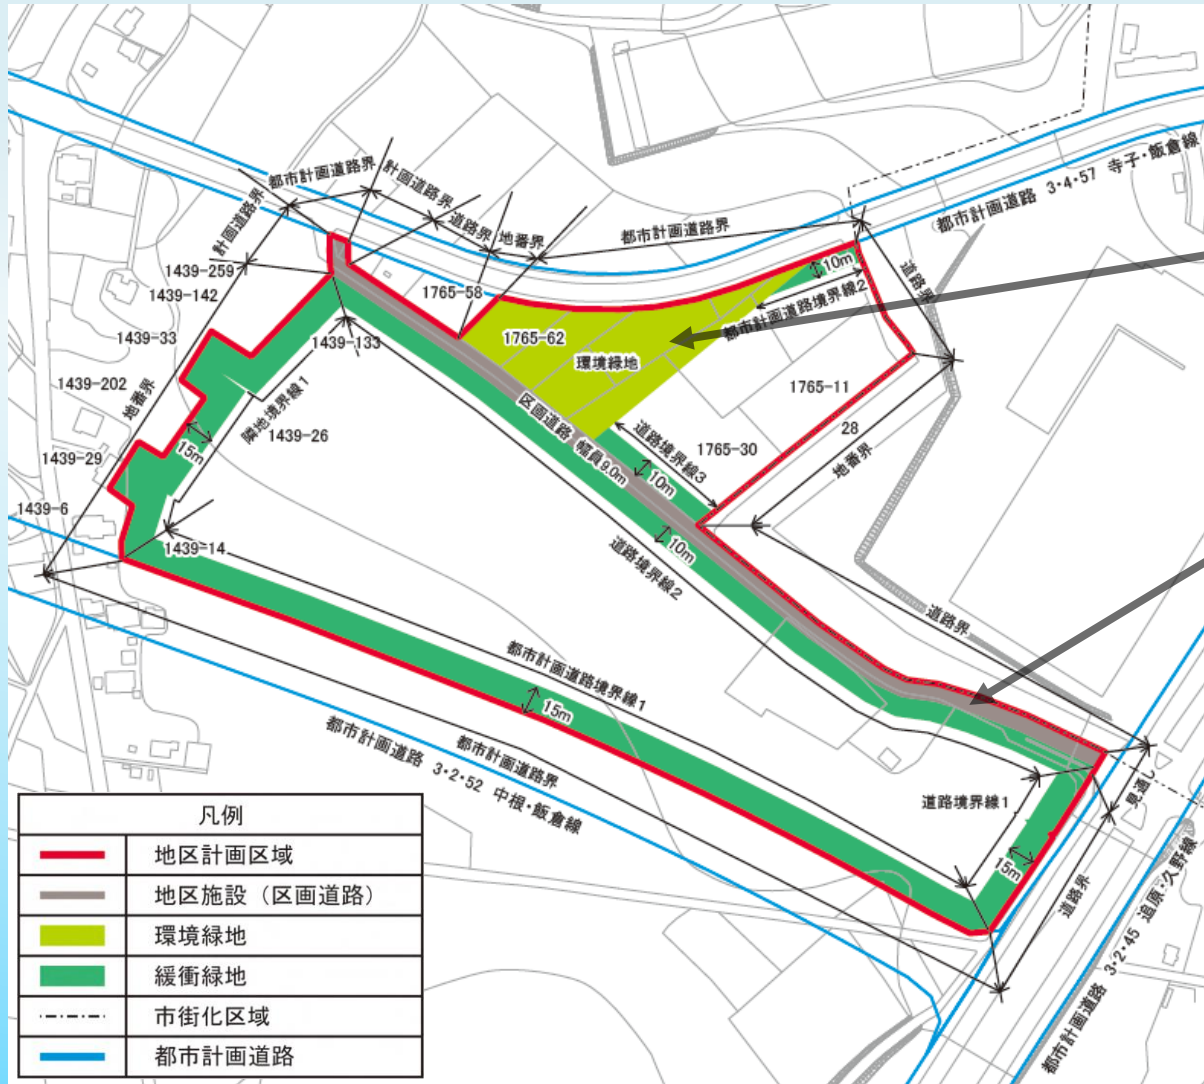 都市計画道路界
計画道路界
道路界
地番界
都市計画道路界
都市計画道路 3・4・57 寺子・飯倉線
計画道路界
1439-259
1439-142
1439-33
1439-202
地番界
1439-29
1439-6
1439-133
1765-58
1765-62
環境緑地
10m
都市計画道路境界線2
道路界
1765-11
28
地番界
1765-30
道路境界線3
10m
区画道路 幅員9.0m
10m
道路境界線2
隣地境界線1
1439-26
15m
1439-14
都市計画道路境界線1
15m
都市計画道路界
都市計画道路 3・2・52 中根・飯倉線
道路界
道路境界線1
見通し
15m
道路界
都市計画道路 3・2・45 追原・久野線
凡例
地区計画区域
地区施設（区画道路）
環境緑地
緩衝緑地
市街化区域
都市計画道路